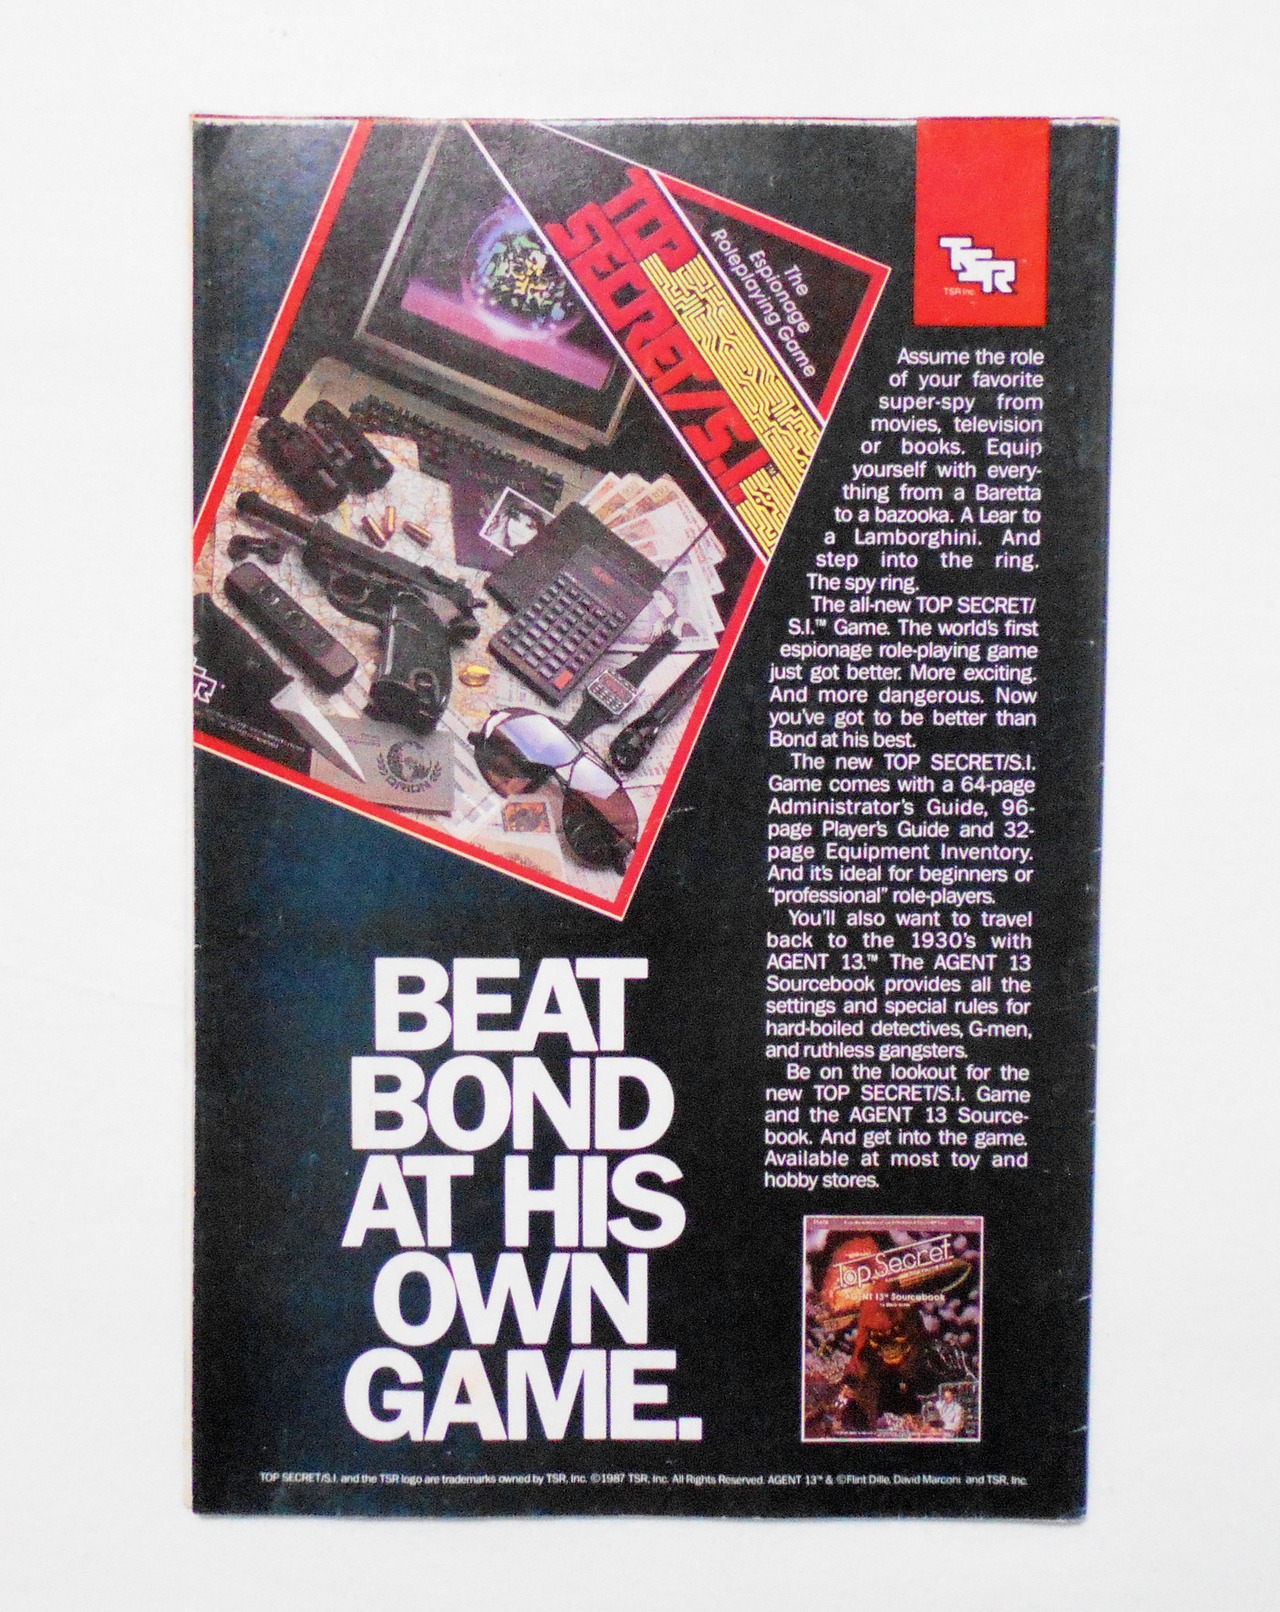 TSR
TSR Inc.
TOP
SECRET/S.I.™
The
Espionage
Roleplaying Game
ORION
Assume the role
of your favorite
super-spy from
movies, television
or books. Equip
yourself with every-
thing from a Baretta
to a bazooka. A Lear to
a Lamborghini. And
step into the ring.
The spy ring.
The all-new TOP SECRET/
S.I.™ Game. The world's first
espionage role-playing game
just got better. More exciting.
And more dangerous. Now
you've got to be better than
Bond at his best.
The new TOP SECRET/S.I.
Game comes with a 64-page
Administrator's Guide, 96-
page Player's Guide and 32-
page Equipment Inventory.
And it's ideal for beginners or
"professional" role-players.
You'll also want to travel
back to the 1930's with
AGENT 13.™ The AGENT 13
Sourcebook provides all the
settings and special rules for
hard-boiled detectives, G-men,
and ruthless gangsters.
Be on the lookout for the
new TOP SECRET/S.I. Game
and the AGENT 13 Source-
book. And get into the game.
Available at most toy and
hobby stores.
BEAT
BOND
AT HIS
OWN
GAME.
Top Secret
AGENT 13™ Sourcebook
TOP SECRET/S.I. and the TSR logo are trademarks owned by TSR, Inc. ©1987 TSR, Inc. All Rights Reserved. AGENT 13™ & ©Flint Dille, David Marconi and TSR, Inc.